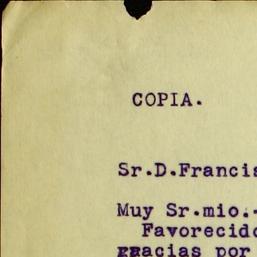 COPIA.
Sr.D.Francis
Muy Sr.mio.-
Favorecido
gracias por